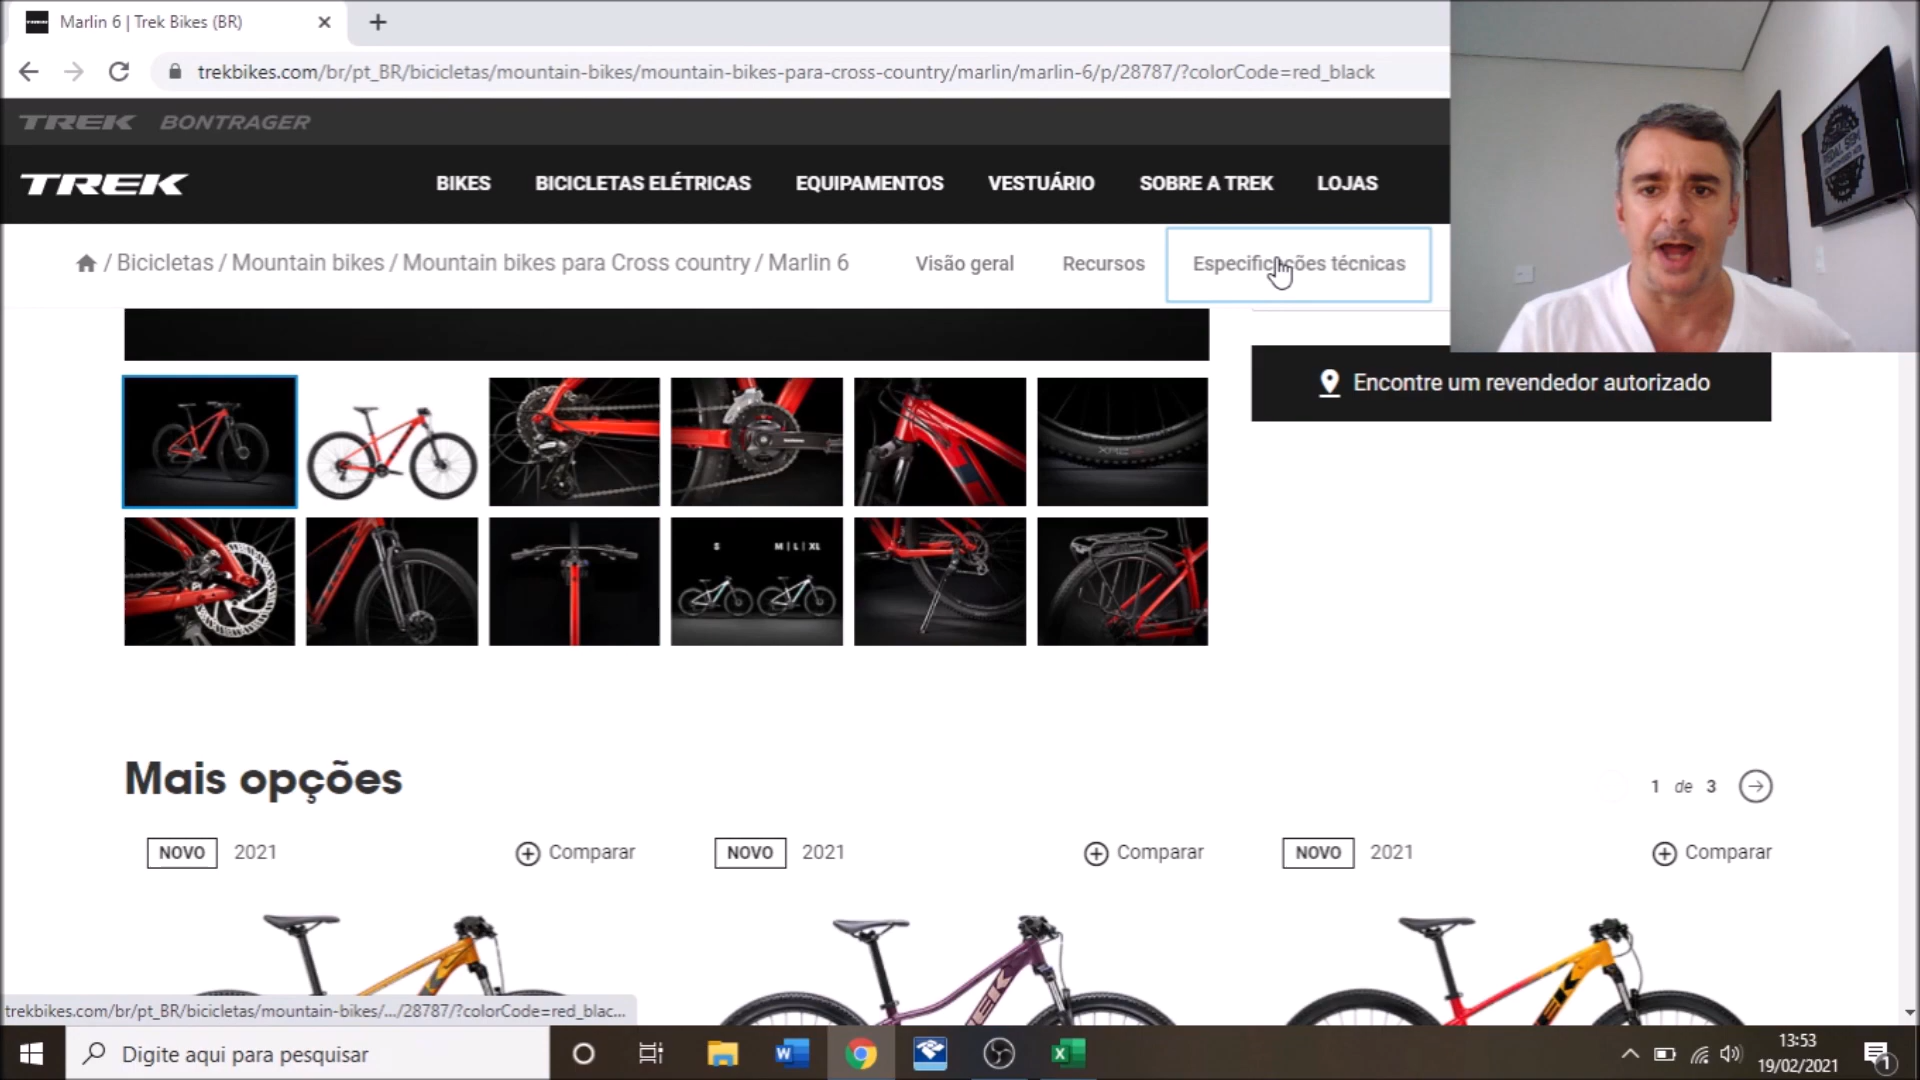 Marlin 6 | Trek Bikes (BR)
trekbikes.com/br/pt_BR/bicicletas/mountain-bikes/mountain-bikes-para-cross-country/marlin/marlin-6/p/28787/?colorCode=red_black
TREK BONTRAGER
TREK
BIKES
BICICLETAS ELÉTRICAS
EQUIPAMENTOS
VESTUÁRIO
SOBRE A TREK
LOJAS
/ Bicicletas / Mountain bikes / Mountain bikes para Cross country / Marlin 6
Visão geral
Recursos
Especificações técnicas
Encontre um revendedor autorizado
S
M | L | XL
Mais opções
1 de 3
NOVO 2021
Comparar
NOVO 2021
Comparar
NOVO 2021
Comparar
trekbikes.com/br/pt_BR/bicicletas/mountain-bikes/.../28787/?colorCode=red_blac...
Digite aqui para pesquisar
13:53
19/02/2021
1